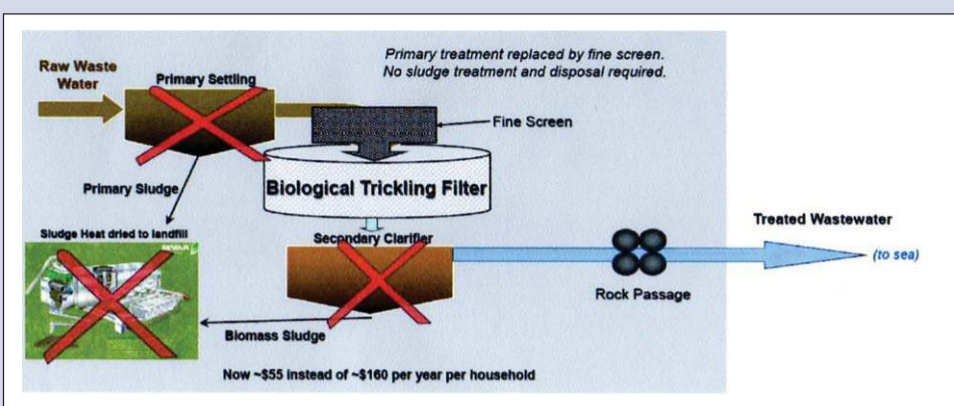 Primary treatment replaced by fine screen.
No sludge treatment and disposal required.
Raw Waste
Water
Primary Settling
Fine Screen
Biological Trickling Filter
Primary Sludge
Sludge Heat dried to landfill
Secondary Clarifier
Treated Wastewater
(to sea)
Rock Passage
Biomass Sludge
Now ~$55 instead of ~$160 per year per household